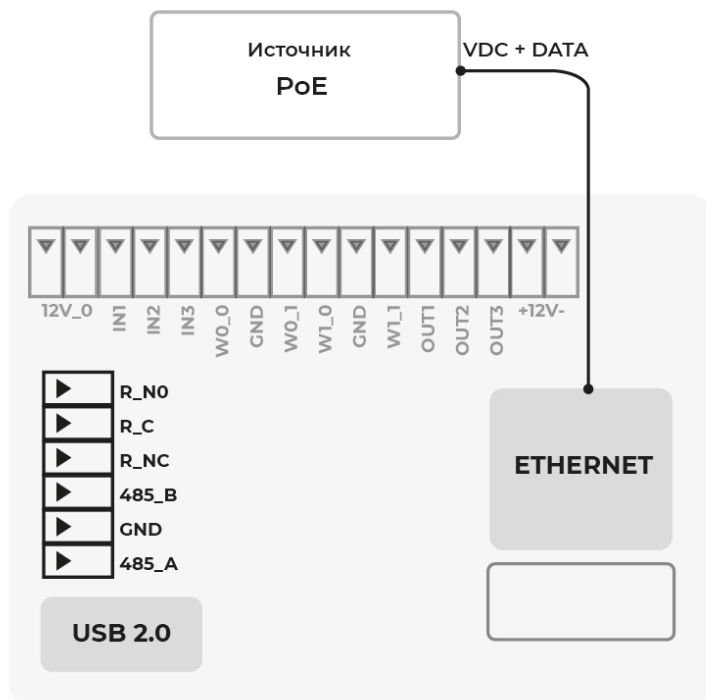 Источник
PoE
VDC + DATA
12V_0
IN1
IN2
IN3
W0_0
GND
W0_1
W1_0
GND
W1_1
OUT1
OUT2
OUT3
+12V-
R_N0
R_C
R_NC
485_B
GND
485_A
ETHERNET
USB 2.0